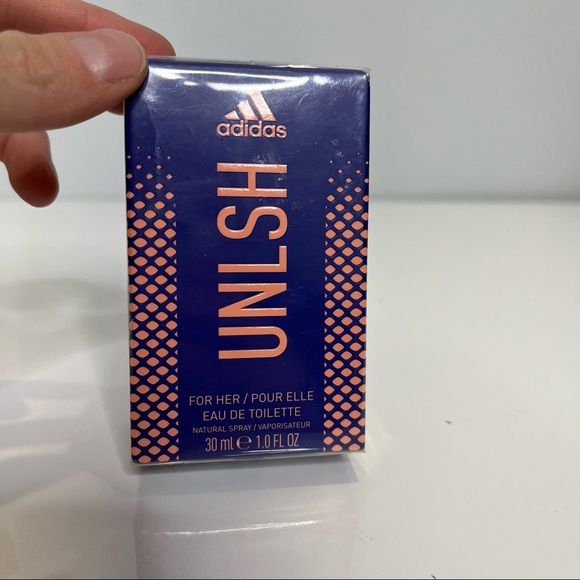 adidas
UNLSH
FOR HER / POUR ELLE
EAU DE TOILETTE
NATURAL SPRAY / VAPORISATEUR
30 ml ℮ 1.0 FL OZ